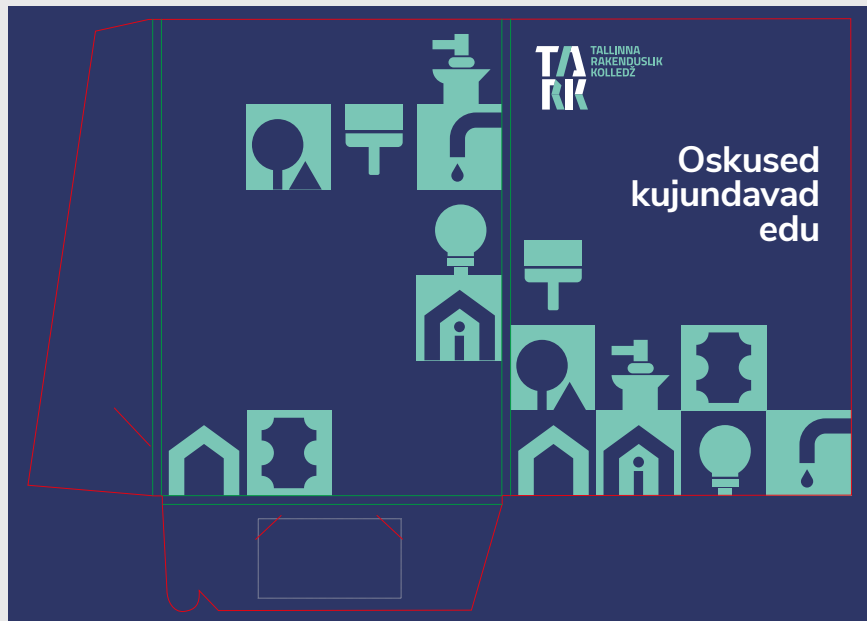 TA
RK
TALLINNA
RAKENDUSLIK
KOLLEDŽ
Oskused
kujundavad
edu